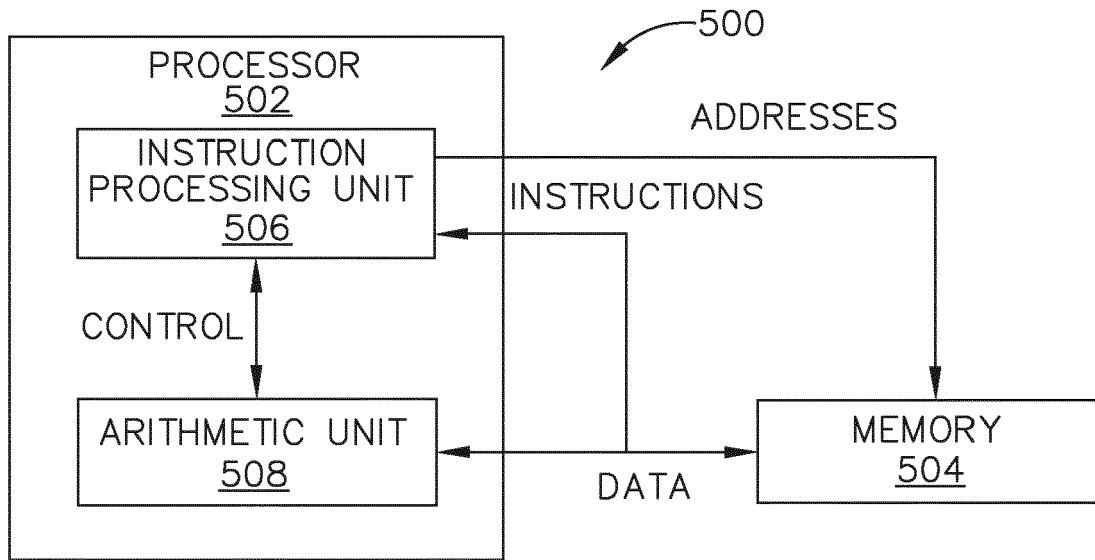 500
PROCESSOR
502
ADDRESSES
INSTRUCTION
PROCESSING UNIT
506
INSTRUCTIONS
CONTROL
ARITHMETIC UNIT
508
DATA
MEMORY
504